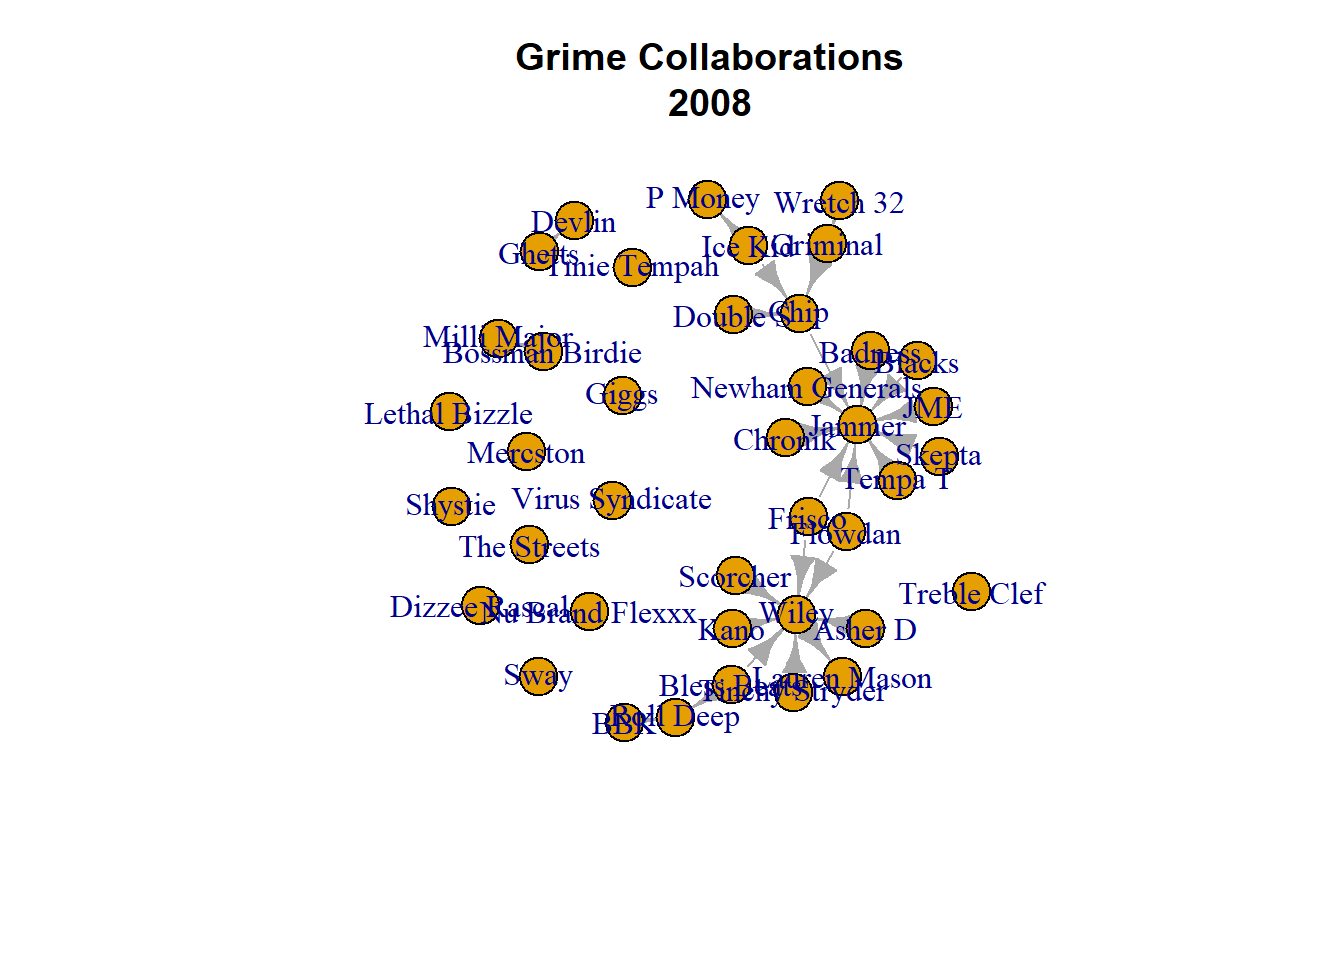 Grime Collaborations
2008
P Money
Wretch 32
Devlin
Ghetts
Ice Kid
Criminal
Tinie Tempah
Double S
Chip
Milli Major
Bossman Birdie
Badness
Blacks
Newham Generals
Giggs
JME
Lethal Bizzle
Jammer
Chronik
Mercston
Skepta
Tempa T
Shystie
Virus Syndicate
Frisco
Flowdan
The Streets
Scorcher
Treble Clef
Dizzee Rascal
Nu Brand Flexxx
Wiley
Kano
Asher D
Sway
Bless Beats
Lauren Mason
Tinchy Stryder
BBK
Roll Deep